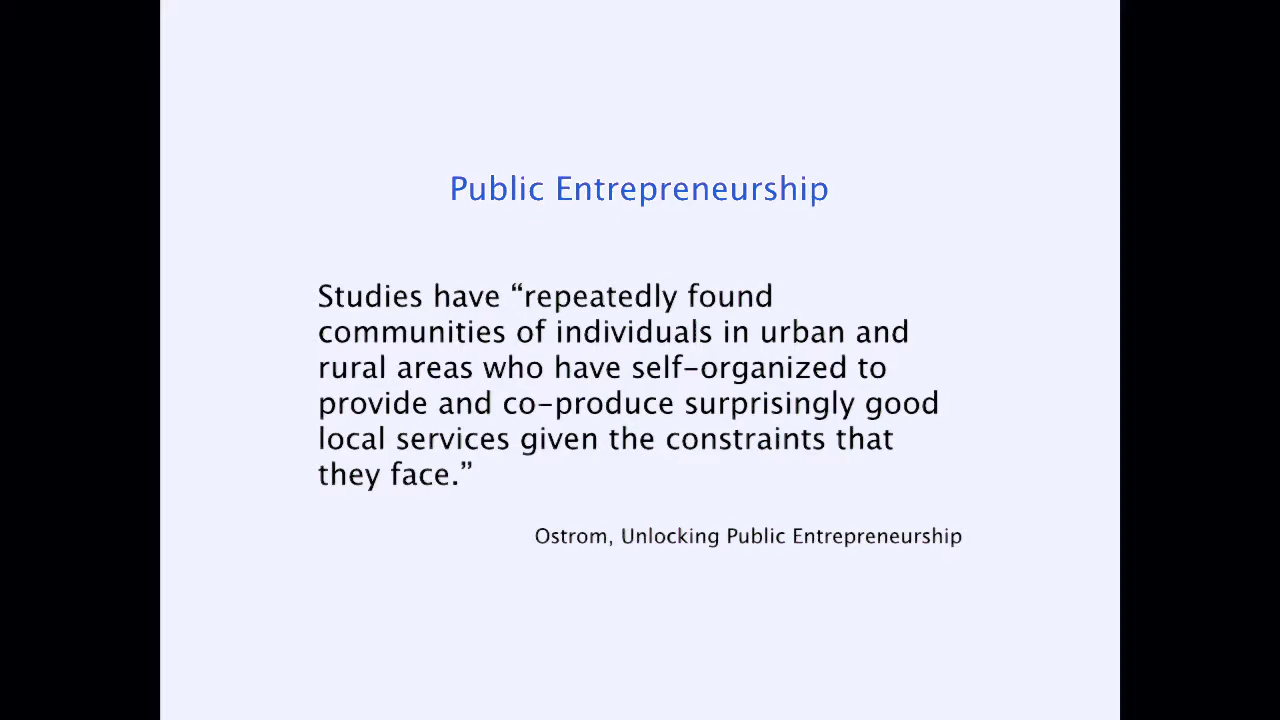 Public Entrepreneurship
Studies have “repeatedly found
communities of individuals in urban and
rural areas who have self-organized to
provide and co-produce surprisingly good
local services given the constraints that
they face.”
Ostrom, Unlocking Public Entrepreneurship